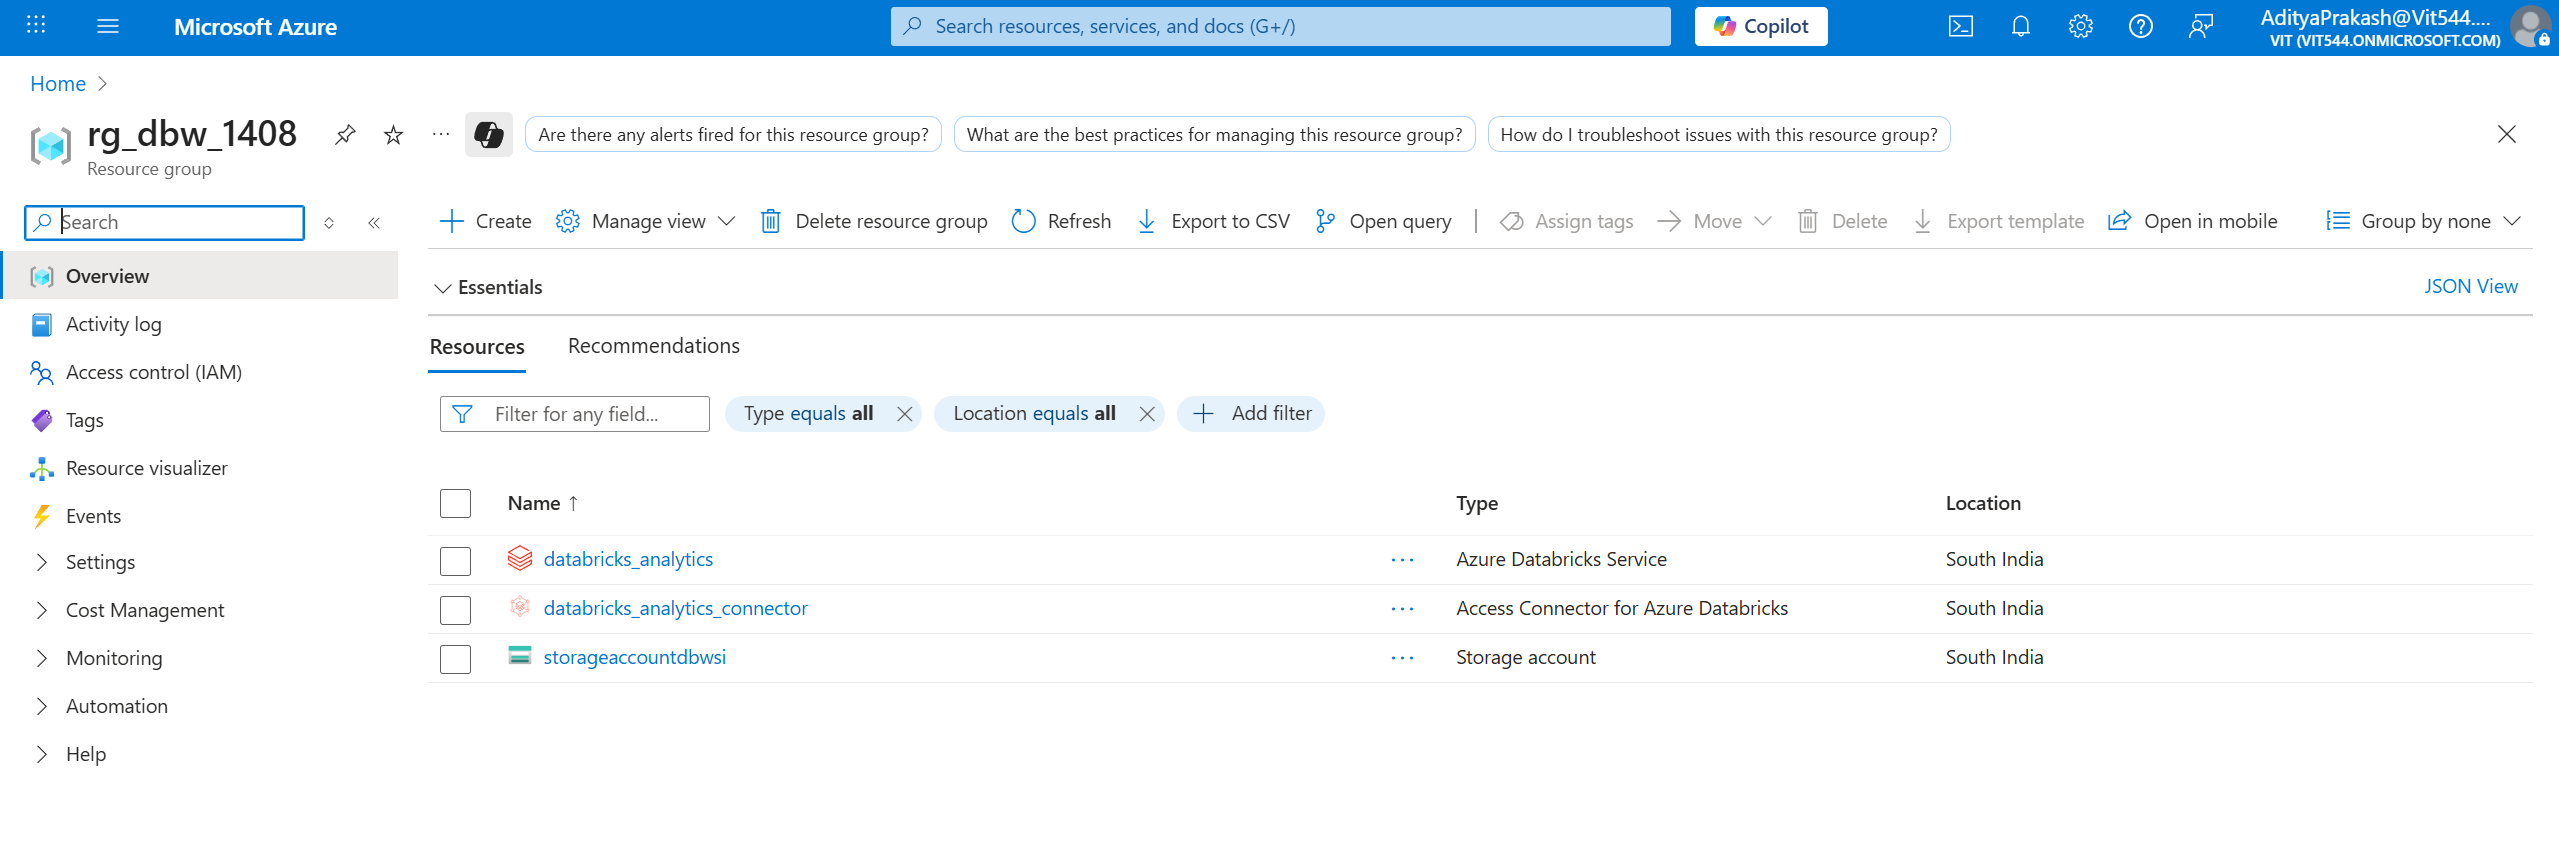 Microsoft Azure
Search resources, services, and docs (G+/)
Copilot
AdityaPrakash@Vit544....
VIT (VIT544.ONMICROSOFT.COM)
Home
rg_dbw_1408
Resource group
Are there any alerts fired for this resource group?
What are the best practices for managing this resource group?
How do I troubleshoot issues with this resource group?
Search
Overview
Activity log
Access control (IAM)
Tags
Resource visualizer
Events
Settings
Cost Management
Monitoring
Automation
Help
Create
Manage view
Delete resource group
Refresh
Export to CSV
Open query
Assign tags
Move
Delete
Export template
Open in mobile
Group by none
Essentials
JSON View
Resources
Recommendations
Filter for any field...
Type equals all
Location equals all
Add filter
Name ↑ Type Location
databricks_analytics ... Azure Databricks Service South India
databricks_analytics_connector ... Access Connector for Azure Databricks South India
storageaccountdbwsi ... Storage account South India